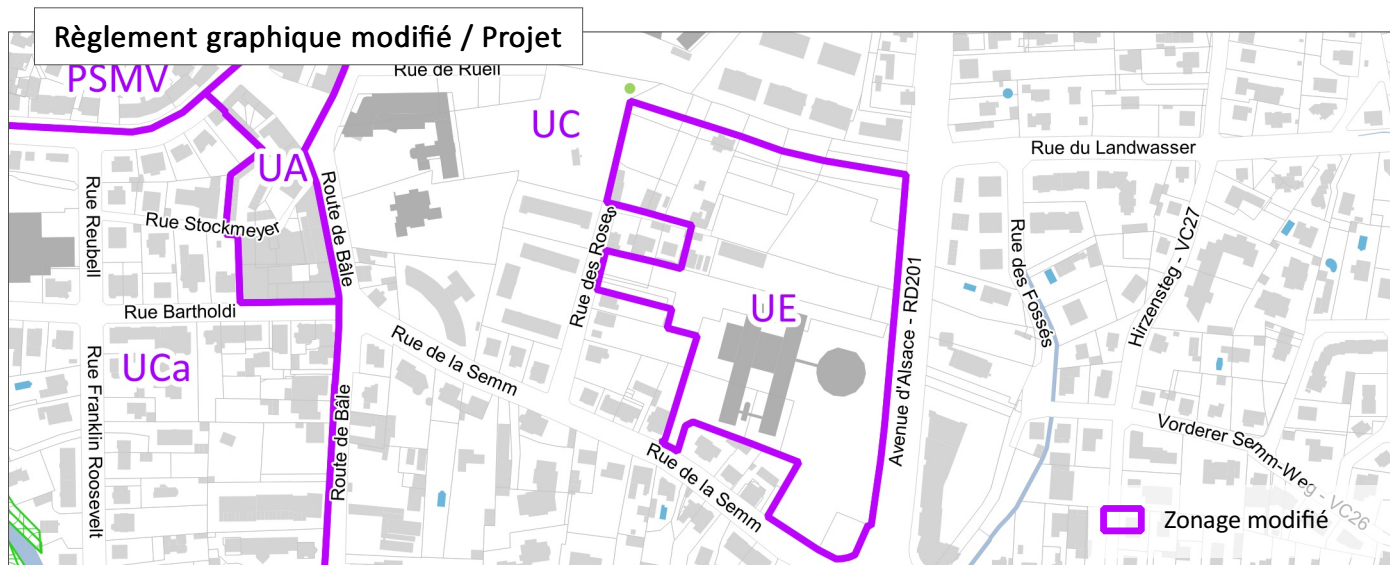 Règlement graphique modifié / Projet
PSMV
Rue de Rueil
UC
UA
Rue du Landwasser
Rue Reubell
Rue Stockmeyer
Route de Bâle
Rue des Roses
Avenue d'Alsace - RD201
Rue des Fossés
Hirzensteg - VC27
Rue Bartholdi
UE
UCa
Rue de la Semm
Rue Franklin Roosevelt
Route de Bâle
Rue de la Semm
Vorderer Semm-Weg - VC26
Zonage modifié